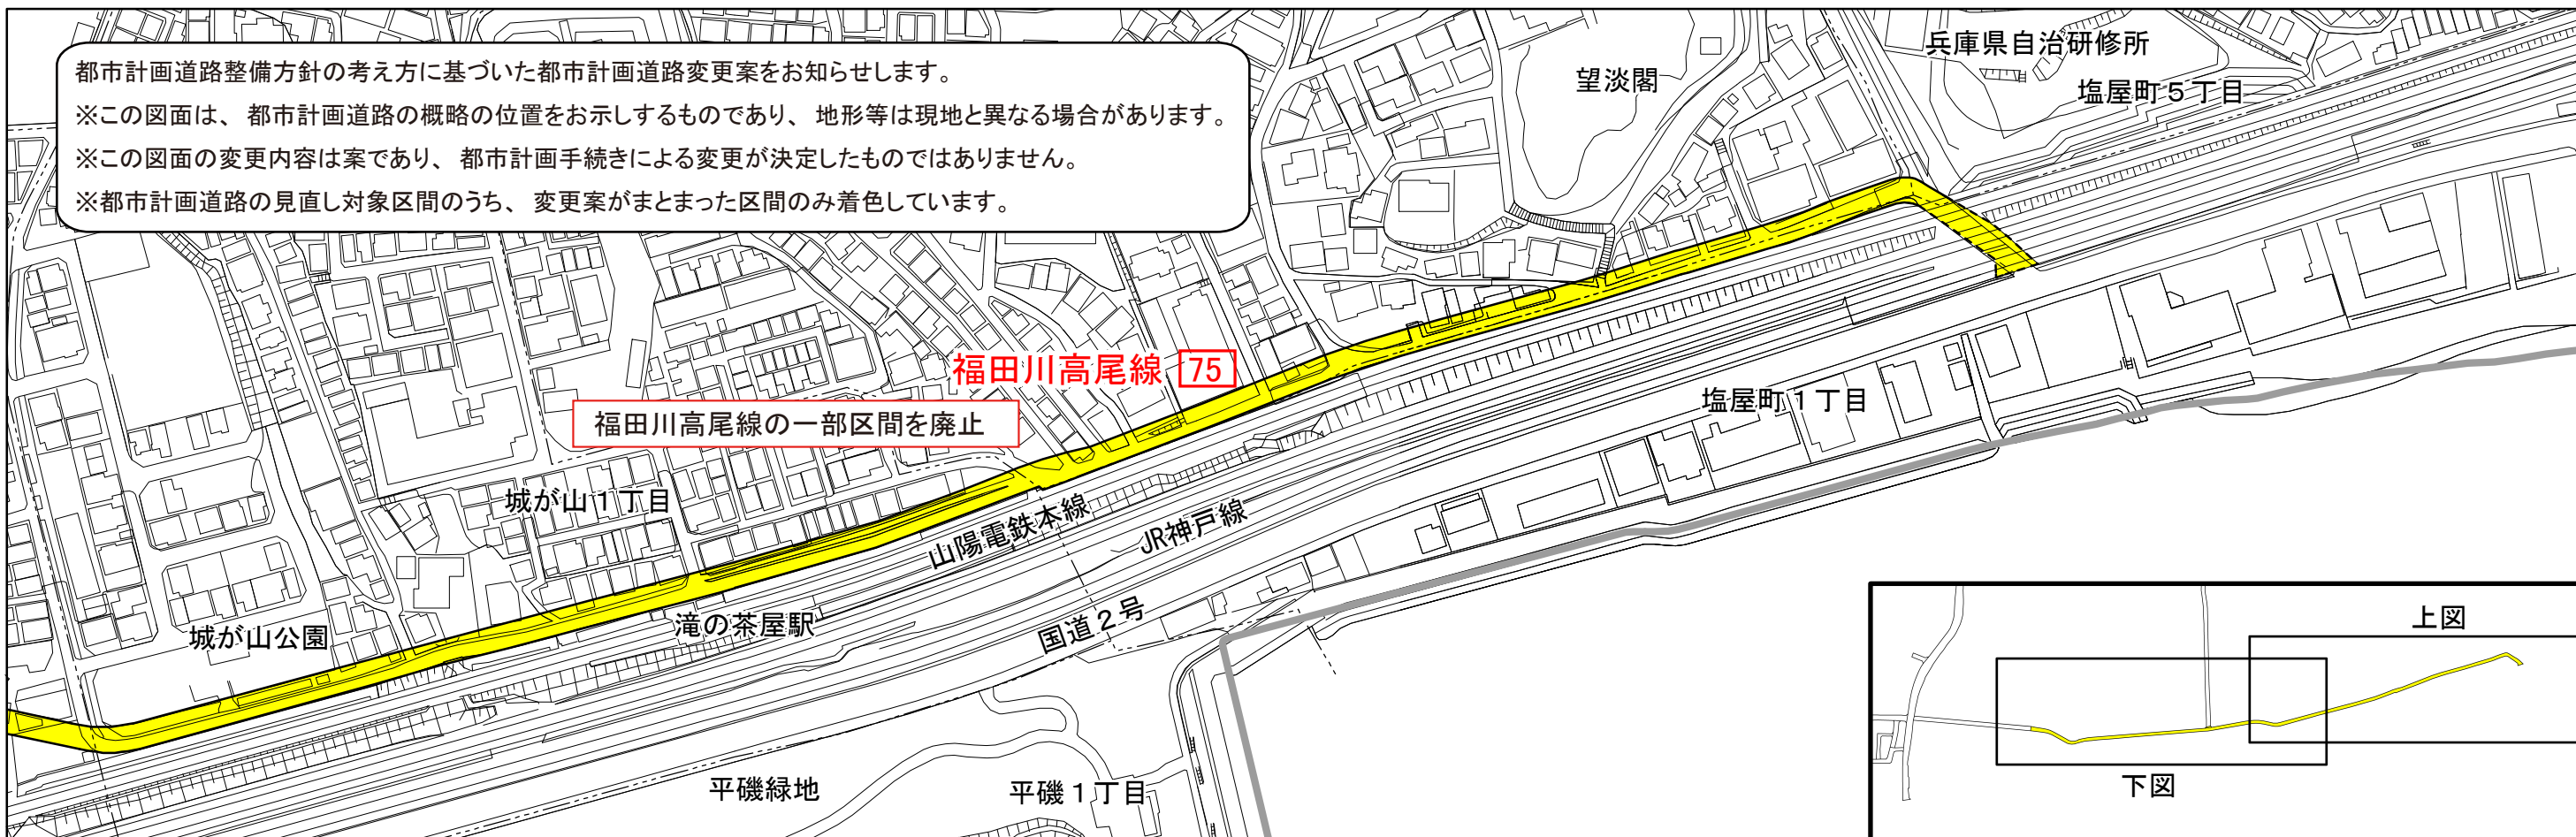 都市計画道路整備方針の考え方に基づいた都市計画道路変更案をお知らせします。
※この図面は、都市計画道路の概略の位置をお示しするものであり、地形等は現地と異なる場合があります。
※この図面の変更内容は案であり、都市計画手続きによる変更が決定したものではありません。
※都市計画道路の見直し対象区間のうち、変更案がまとまった区間のみ着色しています。
兵庫県自治研修所
望淡閣
塩屋町5丁目
福田川高尾線 75
福田川高尾線の一部区間を廃止
塩屋町1丁目
城が山1丁目
山陽電鉄本線
JR神戸線
城が山公園
滝の茶屋駅
国道2号
平磯緑地
平磯1丁目
上図
下図